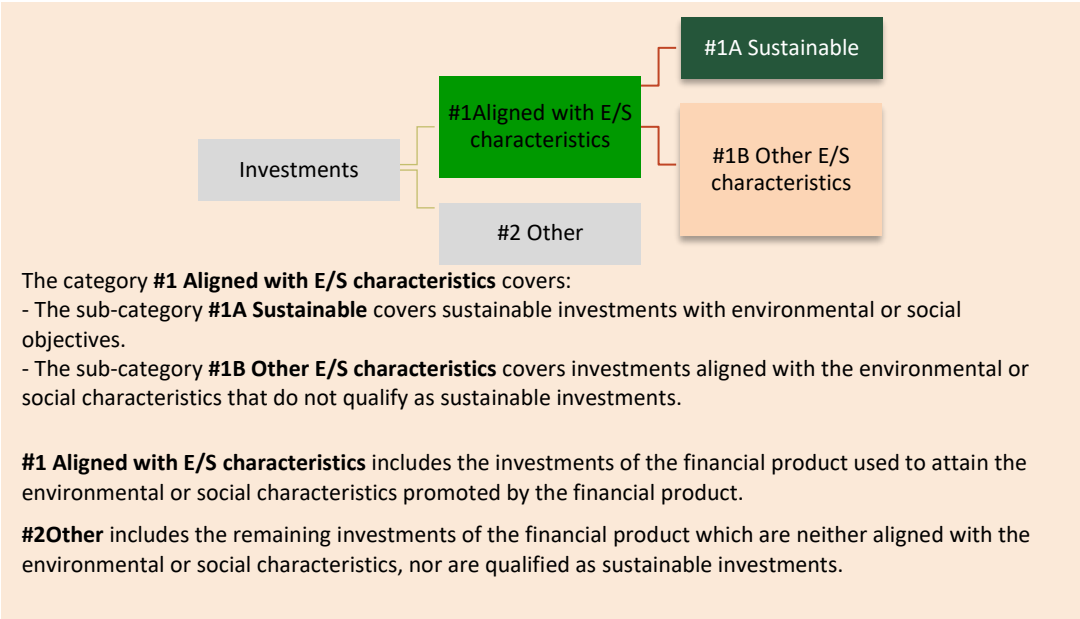 #1A Sustainable
#1Aligned with E/S
characteristics
#1B Other E/S
characteristics
Investments
#2 Other
The category #1 Aligned with E/S characteristics covers:
- The sub-category #1A Sustainable covers sustainable investments with environmental or social
objectives.
- The sub-category #1B Other E/S characteristics covers investments aligned with the environmental or
social characteristics that do not qualify as sustainable investments.
#1 Aligned with E/S characteristics includes the investments of the financial product used to attain the
environmental or social characteristics promoted by the financial product.
#2Other includes the remaining investments of the financial product which are neither aligned with the
environmental or social characteristics, nor are qualified as sustainable investments.